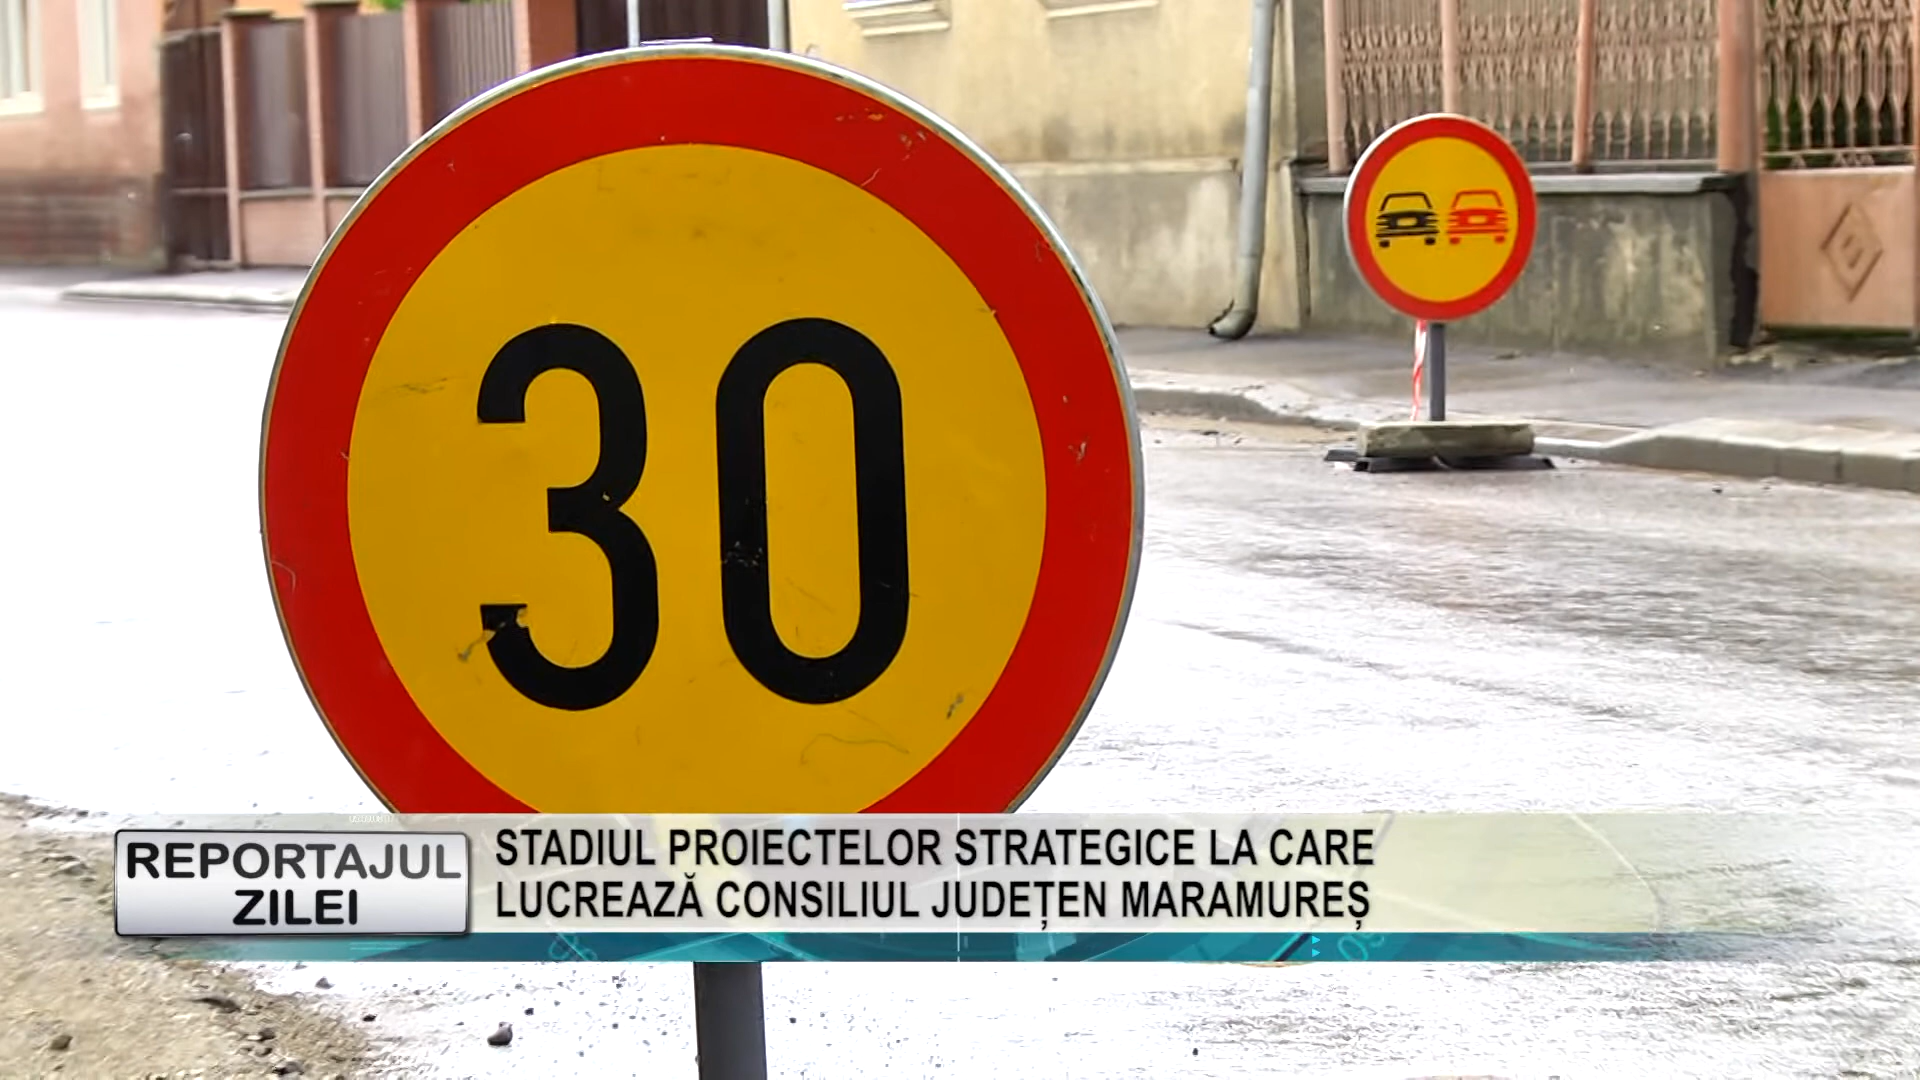 30
REPORTAJUL
ZILEI
STADIUL PROIECTELOR STRATEGICE LA CARE
LUCREAZĂ CONSILIUL JUDEȚEN MARAMUREȘ